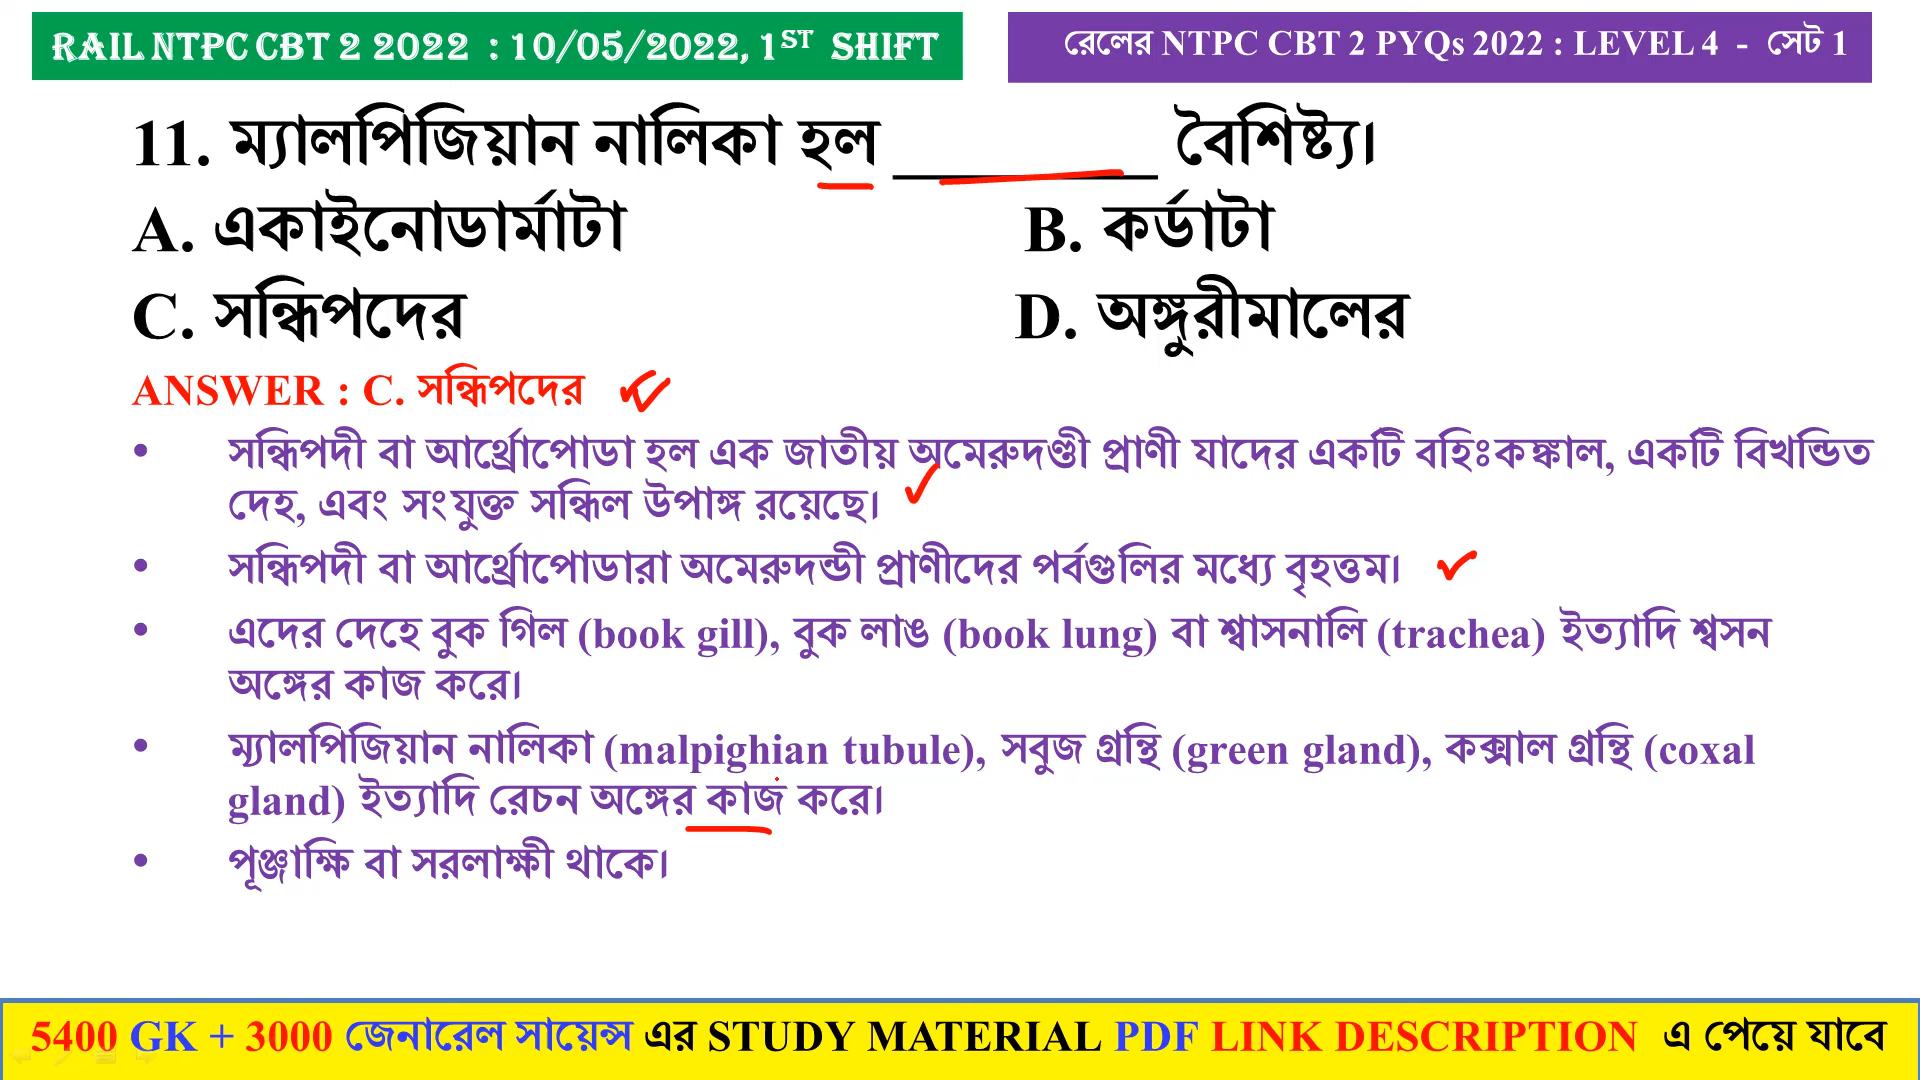 RAIL NTPC CBT 2 2022 : 10/05/2022, 1ST SHIFT
রেলের NTPC CBT 2 PYQs 2022 : LEVEL 4 - সেট 1
11. ম্যালপিজিয়ান নালিকা হল __________ বৈশিষ্ট্য।
A. একাইনোডার্মাটা B. কর্ডাটা
C. সন্ধিপদের D. অঙ্গুরীমালের
ANSWER : C. সন্ধিপদের
• সন্ধিপদী বা আর্থ্রোপোডা হল এক জাতীয় অমেরুদণ্ডী প্রাণী যাদের একটি বহিঃকঙ্কাল, একটি বিখন্ডিত
দেহ, এবং সংযুক্ত সন্ধিল উপাঙ্গ রয়েছে।
• সন্ধিপদী বা আর্থ্রোপোডারা অমেরুদন্ডী প্রাণীদের পর্বগুলির মধ্যে বৃহত্তম।
• এদের দেহে বুক গিল (book gill), বুক লাঙ (book lung) বা শ্বাসনালি (trachea) ইত্যাদি শ্বসন
অঙ্গের কাজ করে।
• ম্যালপিজিয়ান নালিকা (malpighian tubule), সবুজ গ্রন্থি (green gland), কক্সাল গ্রন্থি (coxal
gland) ইত্যাদি রেচন অঙ্গের কাজ করে।
• পূঞ্জাক্ষি বা সরলাক্ষী থাকে।
5400 GK + 3000 জেনারেল সায়েন্স এর STUDY MATERIAL PDF LINK DESCRIPTION এ পেয়ে যাবে